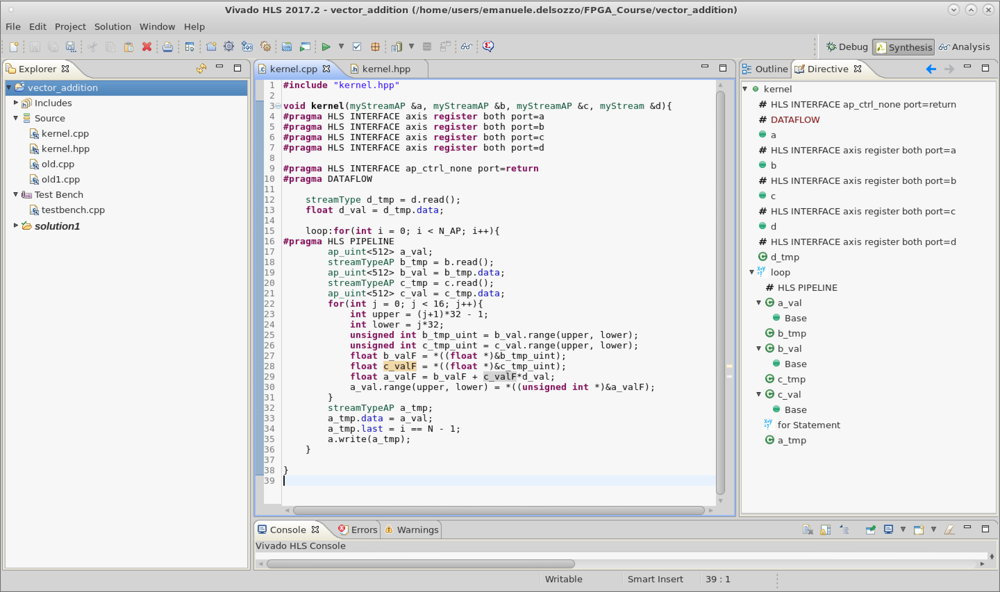 Vivado HLS 2017.2 - vector_addition (/home/users/emanuele.delsozzo/FPGA_Course/vector_addition)
File Edit Project Solution Window Help
Debug Synthesis Analysis
Explorer
vector_addition
Includes
Source
kernel.cpp
kernel.hpp
old.cpp
old1.cpp
Test Bench
testbench.cpp
solution1
kernel.cpp kernel.hpp
1 #include "kernel.hpp"
2
3 void kernel(myStreamAP &a, myStreamAP &b, myStreamAP &c, myStream &d){
4 #pragma HLS INTERFACE axis register both port=a
5 #pragma HLS INTERFACE axis register both port=b
6 #pragma HLS INTERFACE axis register both port=c
7 #pragma HLS INTERFACE axis register both port=d
8
9 #pragma HLS INTERFACE ap_ctrl_none port=return
10 #pragma DATAFLOW
11
12     streamType d_tmp = d.read();
13     float d_val = d_tmp.data;
14
15     loop:for(int i = 0; i < N_AP; i++){
16 #pragma HLS PIPELINE
17         ap_uint<512> a_val;
18         streamTypeAP b_tmp = b.read();
19         ap_uint<512> b_val = b_tmp.data;
20         streamTypeAP c_tmp = c.read();
21         ap_uint<512> c_val = c_tmp.data;
22         for(int j = 0; j < 16; j++){
23             int upper = (j+1)*32 - 1;
24             int lower = j*32;
25             unsigned int b_tmp_uint = b_val.range(upper, lower);
26             unsigned int c_tmp_uint = c_val.range(upper, lower);
27             float b_valF = *((float *)&b_tmp_uint);
28             float c_valF = *((float *)&c_tmp_uint);
29             float a_valF = b_valF + c_valF*d_val;
30             a_val.range(upper, lower) = *((unsigned int *)&a_valF);
31         }
32         streamTypeAP a_tmp;
33         a_tmp.data = a_val;
34         a_tmp.last = i == N - 1;
35         a.write(a_tmp);
36     }
37
38 }
39
Outline Directive
kernel
# HLS INTERFACE ap_ctrl_none port=return
# DATAFLOW
a
# HLS INTERFACE axis register both port=a
b
# HLS INTERFACE axis register both port=b
c
# HLS INTERFACE axis register both port=c
d
# HLS INTERFACE axis register both port=d
d_tmp
loop
# HLS PIPELINE
a_val
Base
b_tmp
b_val
Base
c_tmp
c_val
Base
for Statement
a_tmp
Console Errors Warnings
Vivado HLS Console
Writable Smart Insert 39 : 1